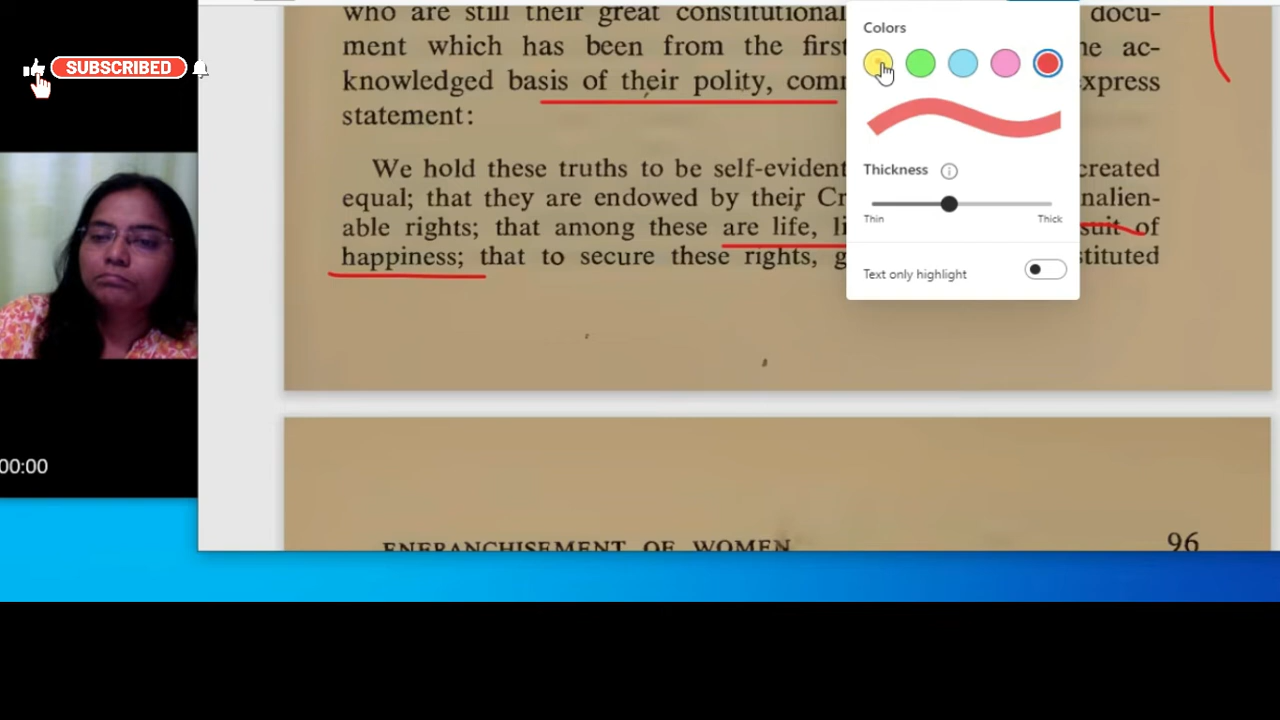 SUBSCRIBED
who are still their great constitutional docu-
ment which has been from the first ac-
knowledged basis of their polity, express
statement:
We hold these truths to be self-evident created
equal; that they are endowed by their Cr nalien-
able rights; that among these are life, li suit of
happiness; that to secure these rights, g stituted
Colors
Thickness
Thin
Thick
Text only highlight
00:00
ENFRANCHISEMENT OF WOMEN 96